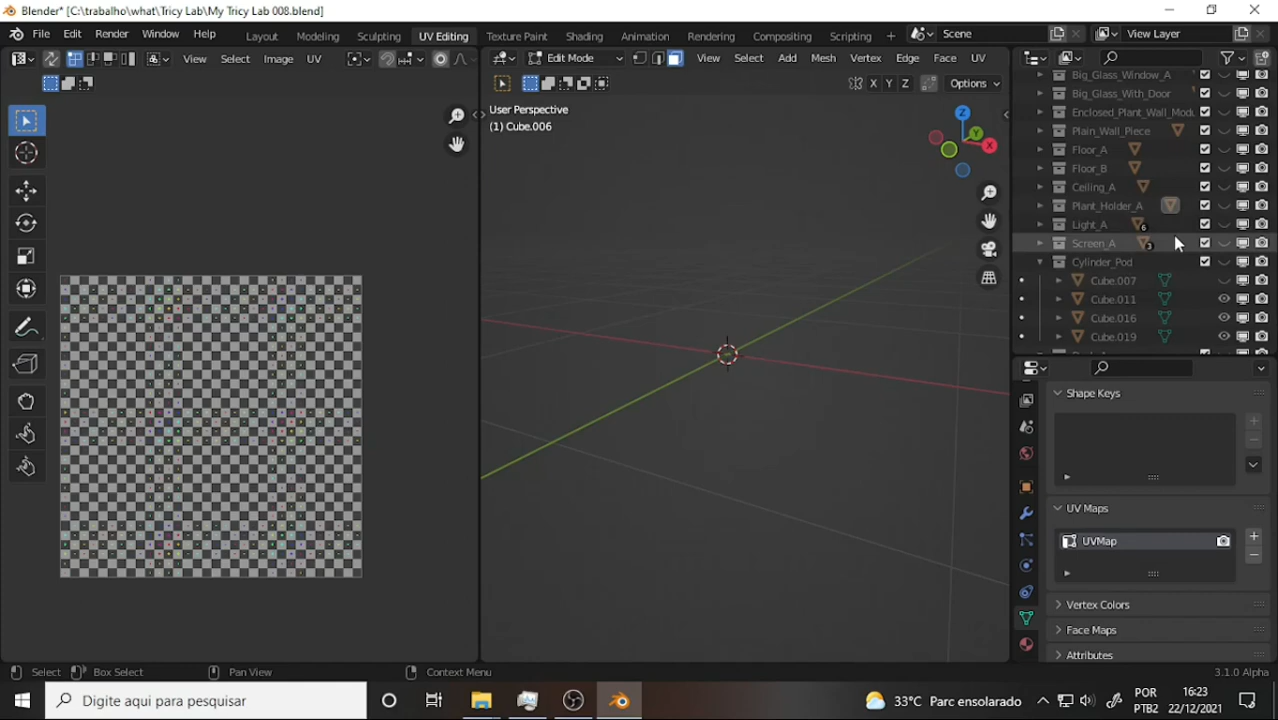 Blender* [C:\trabalho\what\Tricy Lab\My Tricy Lab 008.blend]
File Edit Render Window Help Layout Modeling Sculpting UV Editing Texture Paint Shading Animation Rendering Compositing Scripting + Scene View Layer
View Select Image UV Edit Mode View Select Add Mesh Vertex Edge Face UV
X Y Z Options
User Perspective
(1) Cube.006
Z
Y
X
Big_Glass_Window_A
Big_Glass_With_Door
Enclosed_Plant_Wall_Modu
Plain_Wall_Piece
Floor_A
Floor_B
Ceiling_A
Plant_Holder_A
Light_A 6
Screen_A 3
Cylinder_Pod
Cube.007
Cube.011
Cube.016
Cube.019
Shape Keys
UV Maps
UVMap
Vertex Colors
Face Maps
Attributes
Select Box Select Pan View Context Menu 3.1.0 Alpha
Digite aqui para pesquisar
33°C Parc ensolarado
POR
PTB2
16:23
22/12/2021